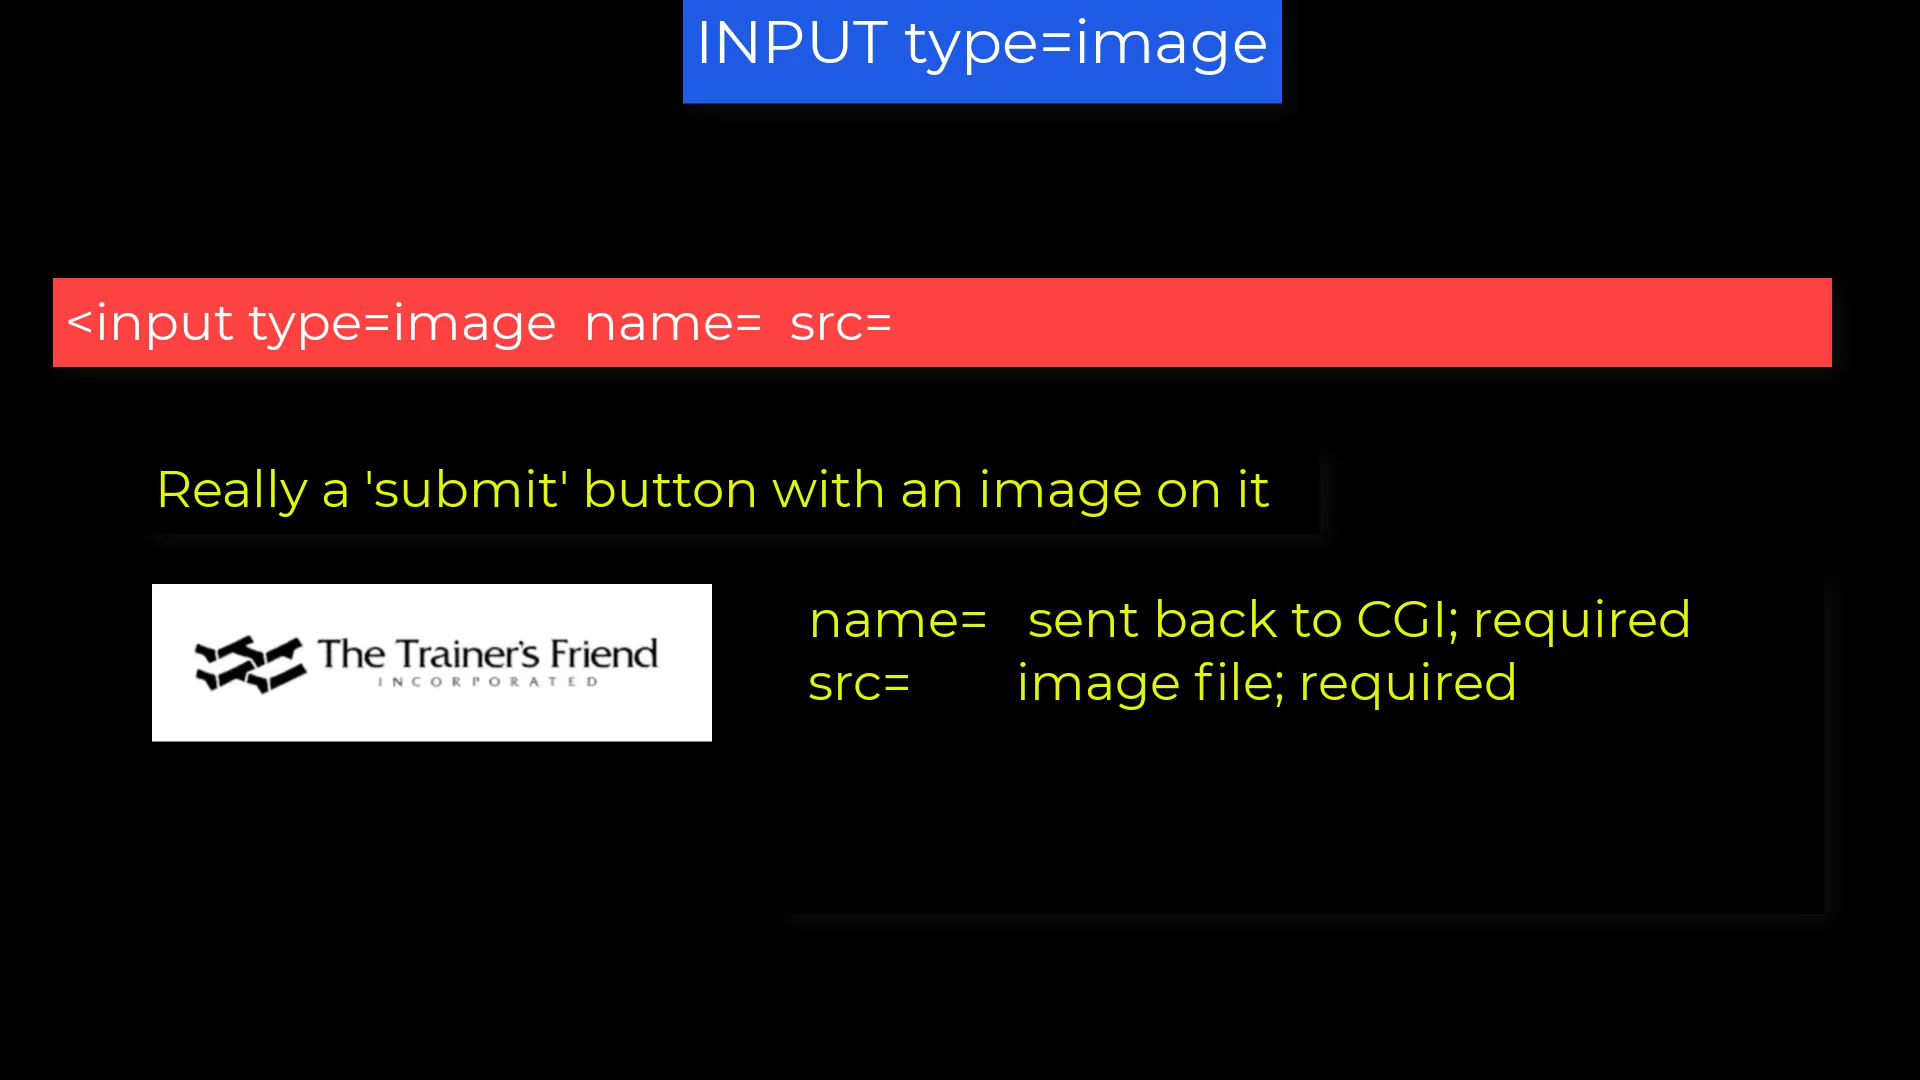 INPUT type=image
<input type=image  name=  src=
Really a 'submit' button with an image on it
The Trainer's Friend
INCORPORATED
name=   sent back to CGI; required
src=        image file; required